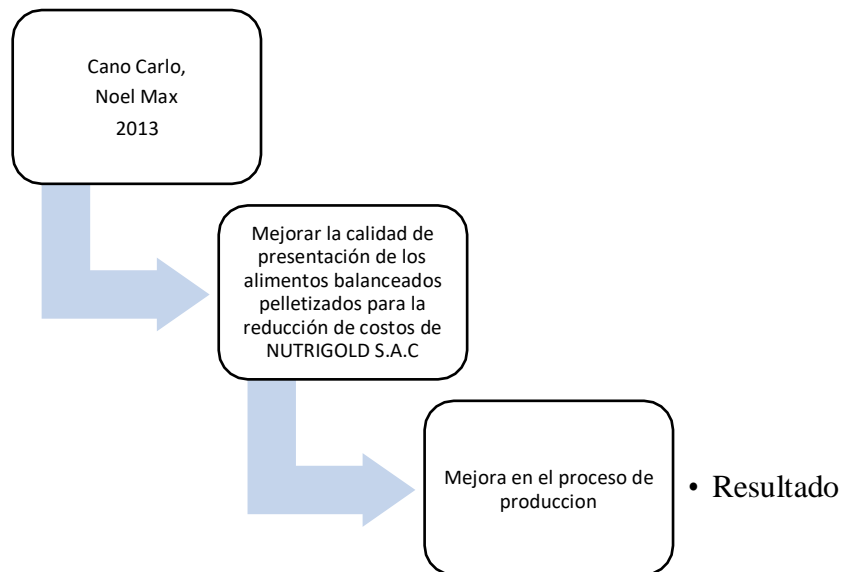 Cano Carlo,
Noel Max
2013
Mejorar la calidad de
presentación de los
alimentos balanceados
pelletizados para la
reducción de costos de
NUTRIGOLD S.A.C
Mejora en el proceso de
produccion
• Resultado